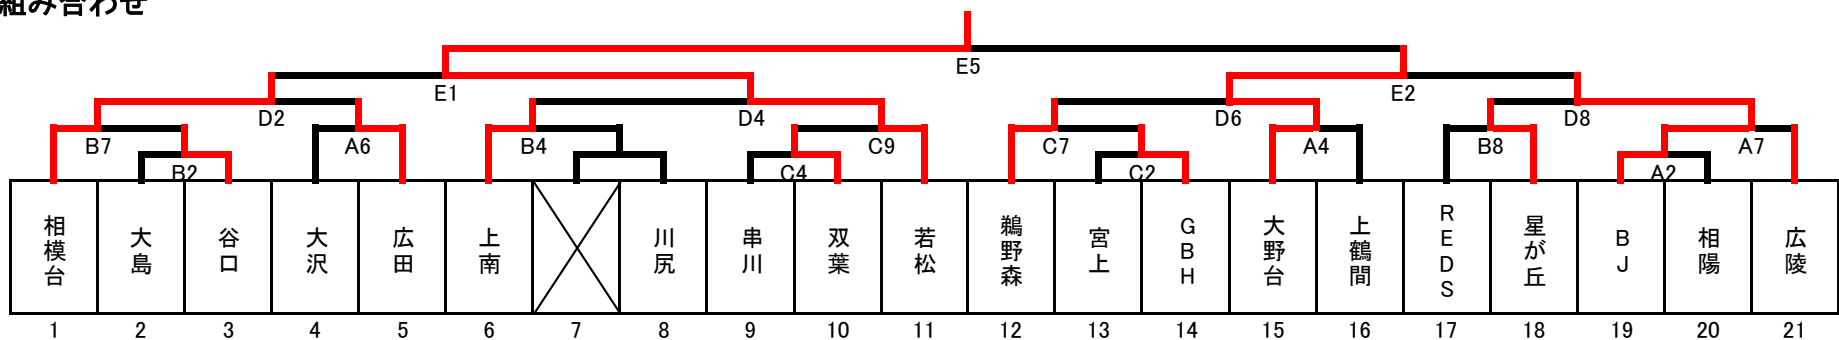 組み合わせ
E5
E1
E2
D2
D4
D6
D8
B7
A6
B4
C9
C7
A4
B8
A7
B2
C4
C2
A2
相模台
大島
谷口
大沢
広田
上南
川尻
串川
双葉
若松
鵜野森
宮上
GBH
大野台
上鶴間
REDS
星が丘
BJ
相陽
広陵
1 2 3 4 5 6 7 8 9 10 11 12 13 14 15 16 17 18 19 20 21